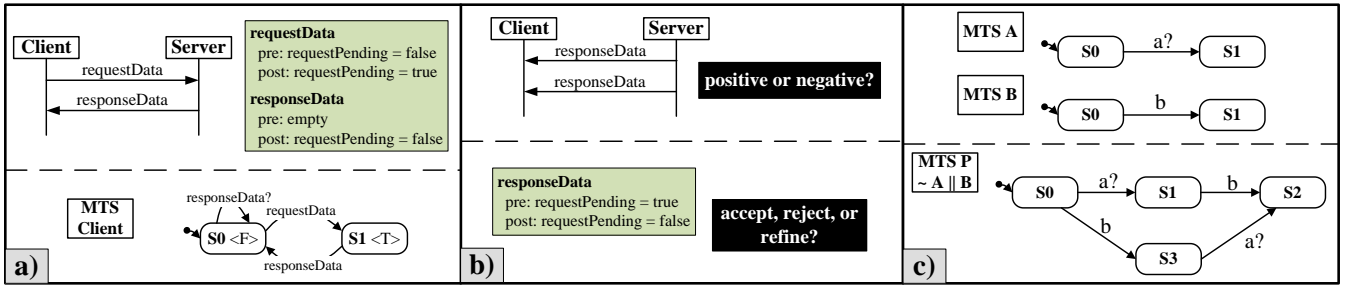 Client
Server
requestData
responseData
requestData
pre: requestPending = false
post: requestPending = true
responseData
pre: empty
post: requestPending = false
MTS
Client
responseData?
requestData
S0 <F>
S1 <T>
responseData
a)
Client
Server
responseData
responseData
positive or negative?
responseData
pre: requestPending = true
post: requestPending = false
accept, reject, or
refine?
b)
MTS A
S0
a?
S1
MTS B
S0
b
S1
MTS P
~ A || B
S0
a?
S1
b
S2
b
S3
a?
c)